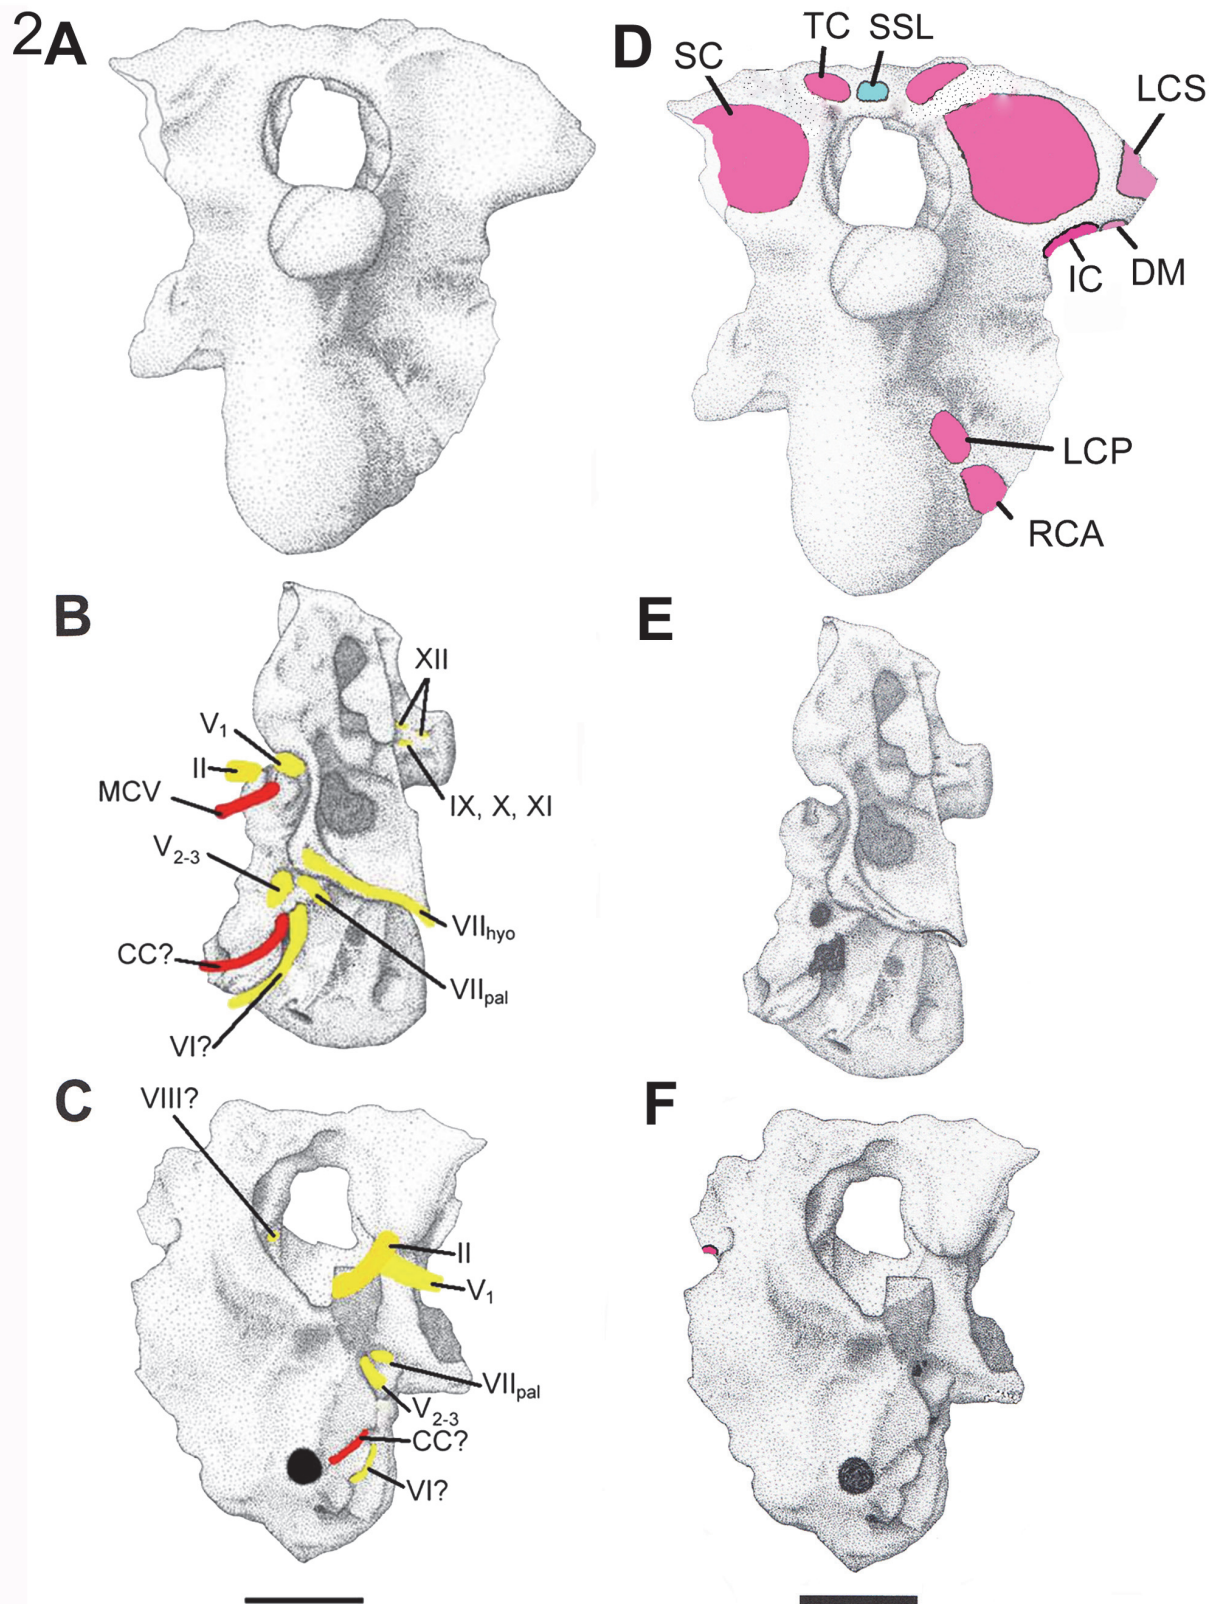 2A
D
SC
TC
SSL
LCS
IC
DM
LCP
RCA
B
XII
V1
II
MCV
IX, X, XI
V2-3
VIIhyo
CC?
VIIpal
VI?
E
C
VIII?
II
V1
VIIpal
V2-3
CC?
VI?
F